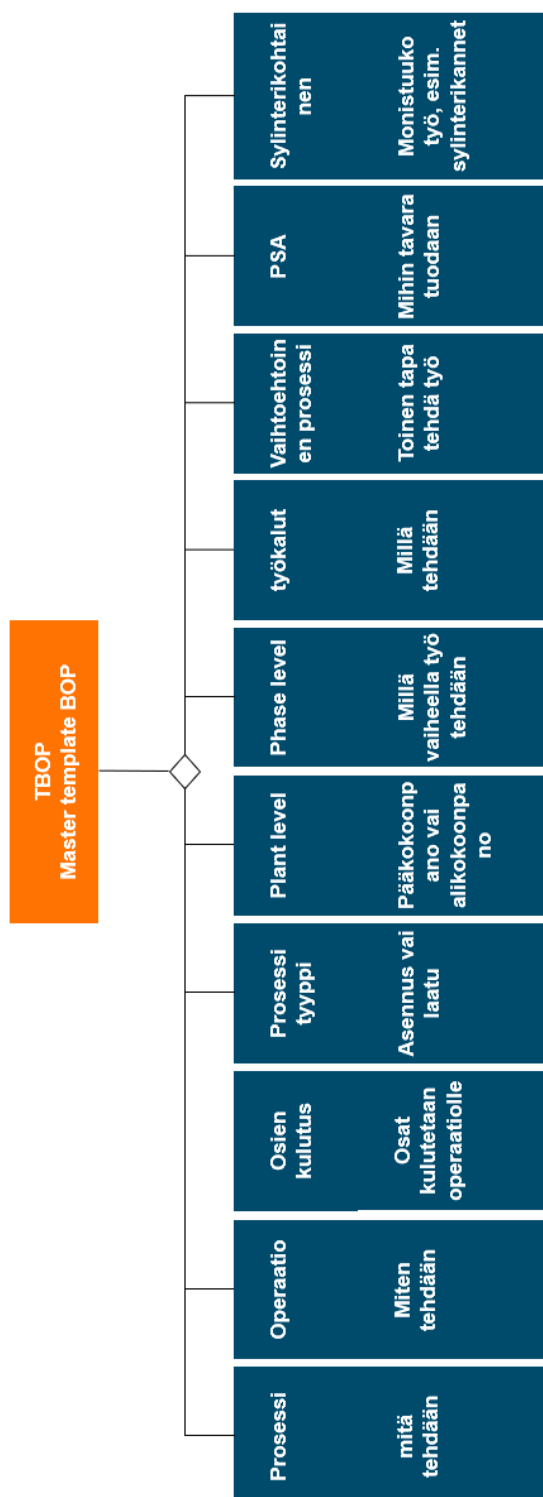 TBOP
Master template BOP
Prosessi
mitä
tehdään
Operaatio
Miten
tehdään
Osien
kulutus
Osat
kulutetaan
operaatiolle
Prosessi
tyyppi
Asennus vai
laatu
Plant level
Pääkokoonp
ano vai
alikokoonpa
no
Phase level
Millä
vaiheella työ
tehdään
työkalut
Millä
tehdään
Vaihtoehtoin
en prosessi
Toinen tapa
tehdä työ
PSA
Mihin tavara
tuodaan
Sylinterikohtai
nen
Monistuuko
työ, esim.
sylinterikannet